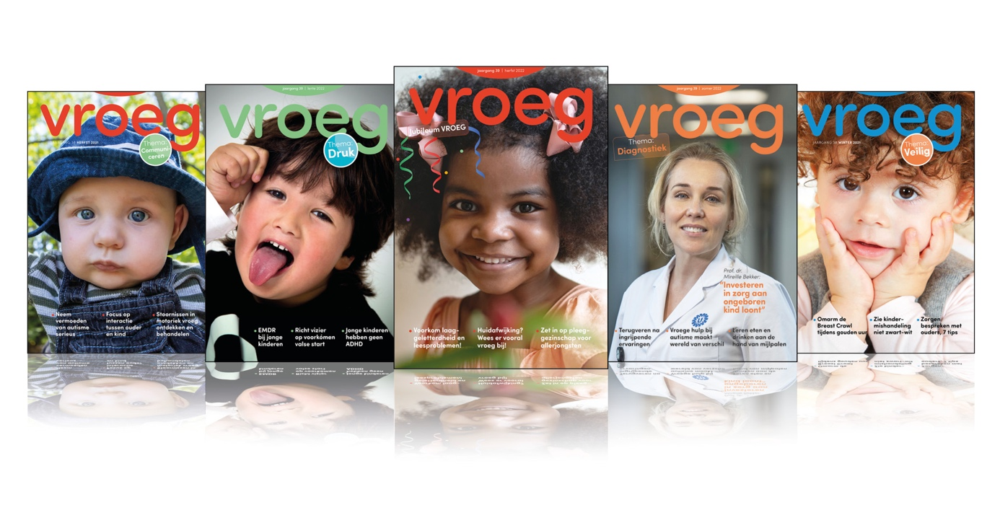 vroeg
JAARGANG 38 HERFST 2021
Thema:
Communi-
ceren
• Neem
vermoeden
van autisme
serieus
• Focus op
interactie
tussen ouder
en kind
• Stoornissen in
motoriek vroeg
ontdekken en
behandelen
jaargang 39 | lente 2022
vroeg
Thema:
Druk
• EMDR
bij jonge
kinderen
• Richt vizier
op voorkómen
valse start
• Jonge kinderen
hebben geen
ADHD
jaargang 39 | herfst 2022
vroeg
Jubileum VROEG
• Voorkom laag-
geletterdheid en
leesproblemen!
• Huidafwijking?
Wees er vooral
vroeg bij!
• Zet in op pleeg-
gezinschap voor
allerjongsten
jaargang 39 | zomer 2022
vroeg
Thema:
Diagnostiek
Prof. dr.
Mireille Bekker:
"Investeren
in zorg aan
ongeboren
kind loont"
• Terugveren na
ingrijpende
ervaringen
• Vroege hulp bij
autisme maakt
wereld van verschil
• Leren eten en
drinken aan de
hand van mijlpalen
vroeg
JAARGANG 38 WINTER 2021
Thema:
Veilig
• Omarm de
Breast Crawl
tijdens gouden uur
• Zie kinder-
mishandeling
niet zwart-wit
• Zorgen
bespreken met
ouders, 7 tips